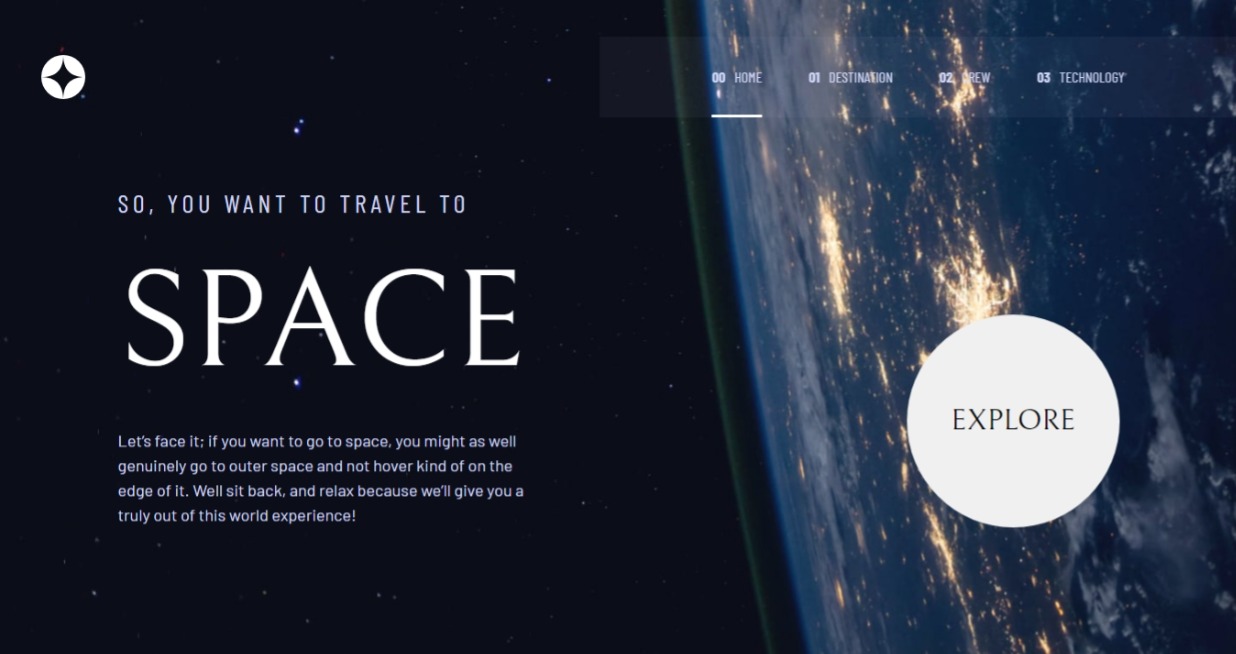 00 HOME 01 DESTINATION 02 CREW 03 TECHNOLOGY
SO, YOU WANT TO TRAVEL TO
SPACE
Let's face it; if you want to go to space, you might as well
genuinely go to outer space and not hover kind of on the
edge of it. Well sit back, and relax because we'll give you a
truly out of this world experience!
EXPLORE